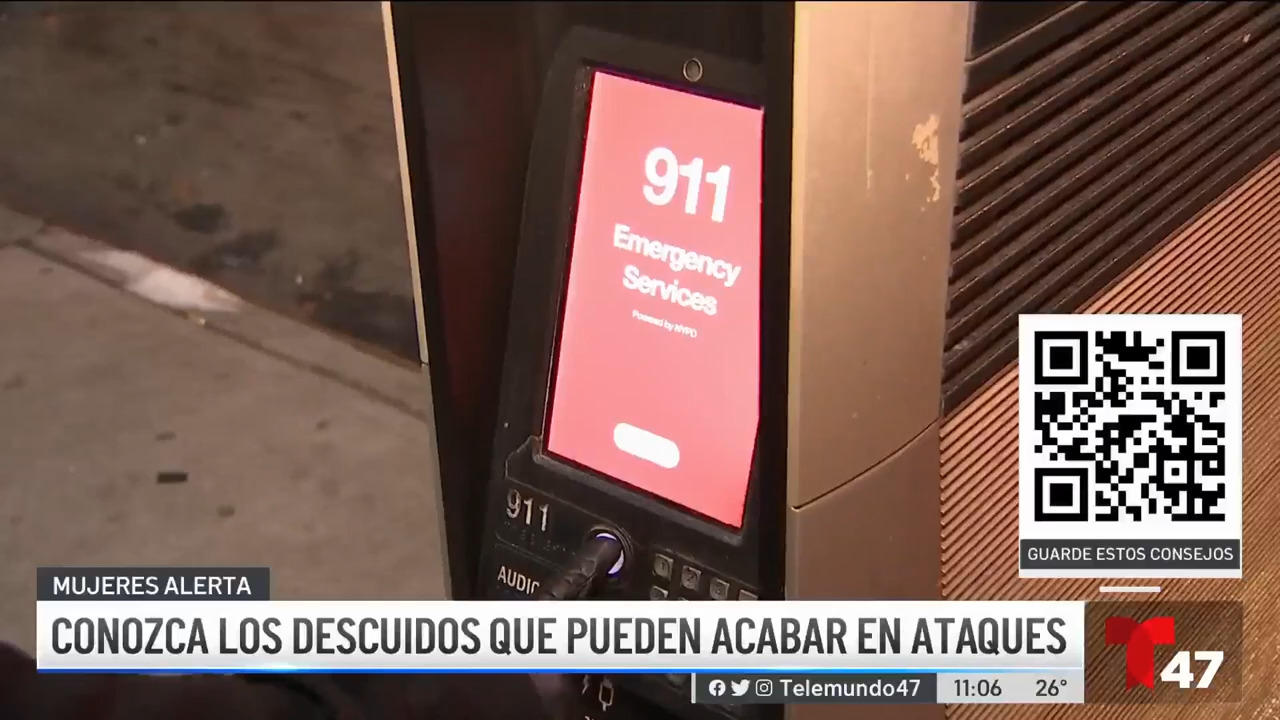 911
Emergency
Services
Powered by NYPD
911
AUDIO
GUARDE ESTOS CONSEJOS
MUJERES ALERTA
CONOZCA LOS DESCUIDOS QUE PUEDEN ACABAR EN ATAQUES
Telemundo47
11:06
26°
T47